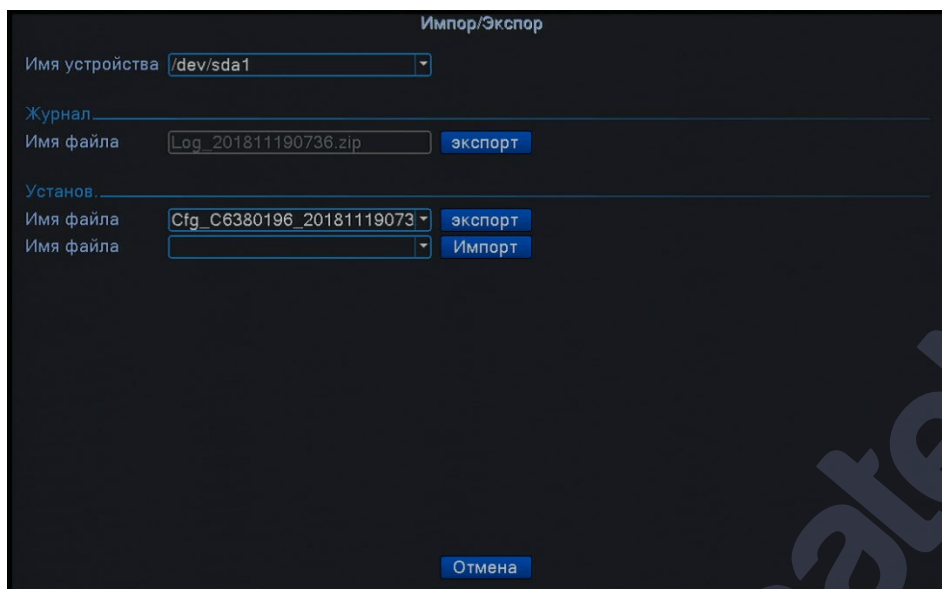 Импор/Экспор
Имя устройства /dev/sda1
Журнал
Имя файла Log_201811190736.zip экспорт
Установ.
Имя файла Cfg_C6380196_20181119073 экспорт
Имя файла Импорт
Отмена